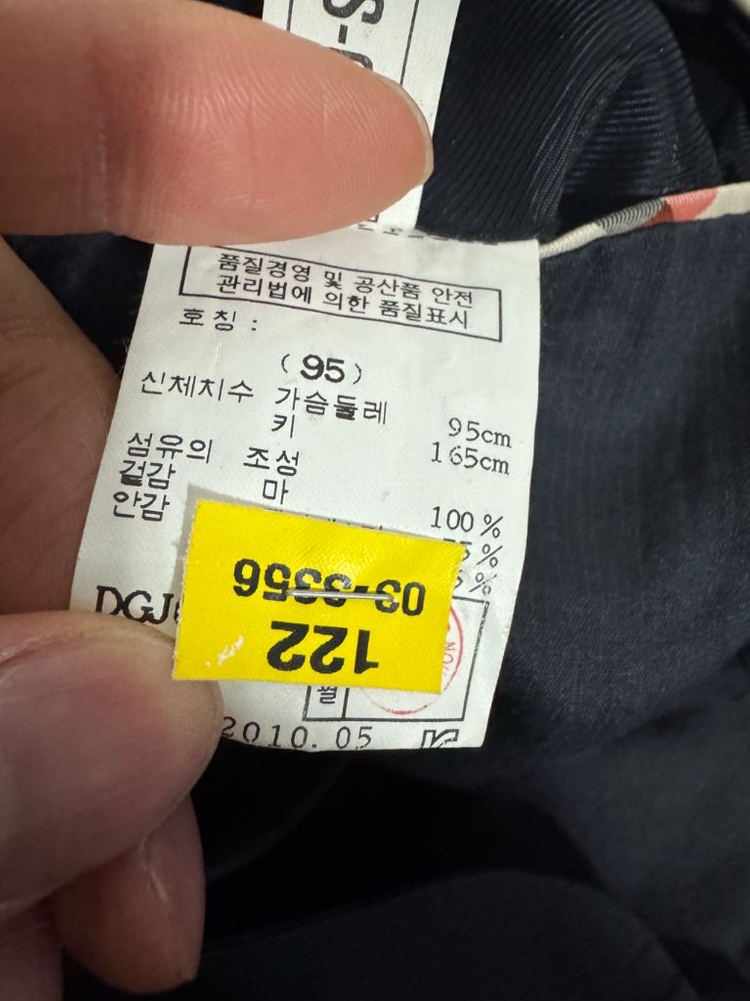 품질경영 및 공산품 안전
관리법에 의한 품질표시
호칭 :
(95)
신체치수 가슴둘레 95cm
키 165cm
섬유의 조성
겉감 마 100 %
안감 %
%
03-3356
122
월
2010.05